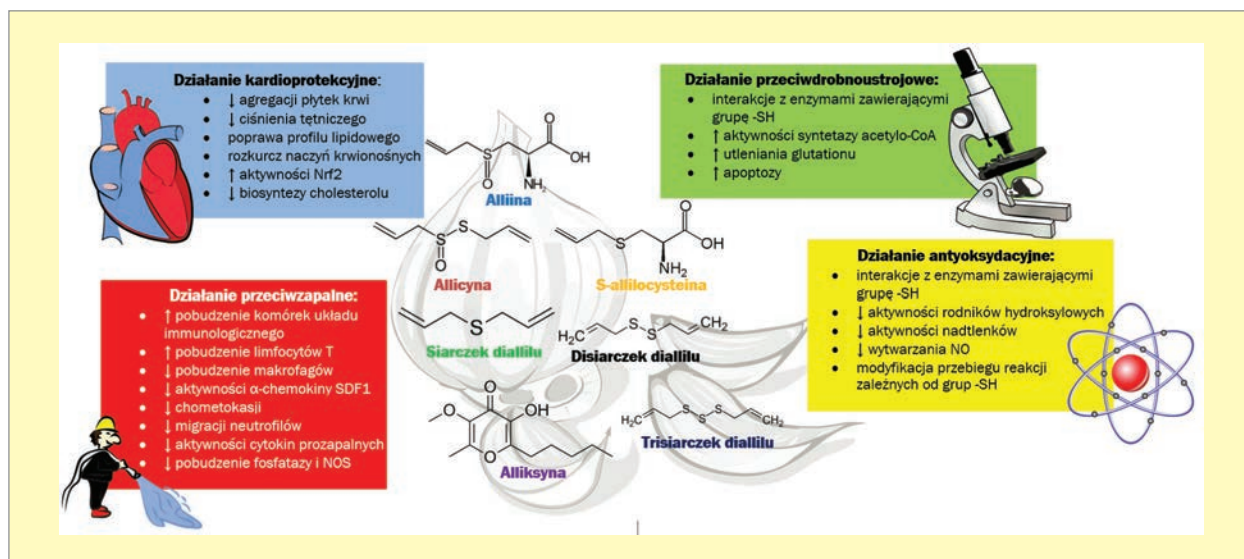 Działanie kardioprotekcyjne:
• ↓ agregacji płytek krwi
• ↓ ciśnienia tętniczego
• poprawa profilu lipidowego
• rozkurcz naczyń krwionośnych
• ↑ aktywności Nrf2
• ↓ biosyntezy cholesterolu
Działanie przeciwdrobnoustrojowe:
• interakcje z enzymami zawierającymi
grupę -SH
• ↑ aktywności syntetazy acetylo-CoA
• ↑ utleniania glutationu
• ↑ apoptozy
S
O
O
OH
NH2
Alliina
S
S
O
Allicyna
S
O
OH
NH2
S-allilocysteina
Działanie przeciwzapalne:
• ↑ pobudzenie komórek układu
immunologicznego
• ↑ pobudzenie limfocytów T
• ↓ pobudzenie makrofagów
• ↓ aktywności α-chemokiny SDF1
• ↓ chometokasji
• ↓ migracji neutrofilów
• ↓ aktywności cytokin prozapalnych
• ↓ pobudzenie fosfatazy i NOS
Działanie antyoksydacyjne:
• interakcje z enzymami zawierającymi
grupę -SH
• ↓ aktywności rodników hydroksylowych
• ↓ aktywności nadtlenków
• ↓ wytwarzania NO
• modyfikacja przebiegu reakcji
zależnych od grup -SH
S
Siarczek diallilu
H2C S S CH2
Disiarczek diallilu
O
O OH
O
Alliksyna
H2C S S S CH2
Trisiarczek diallilu